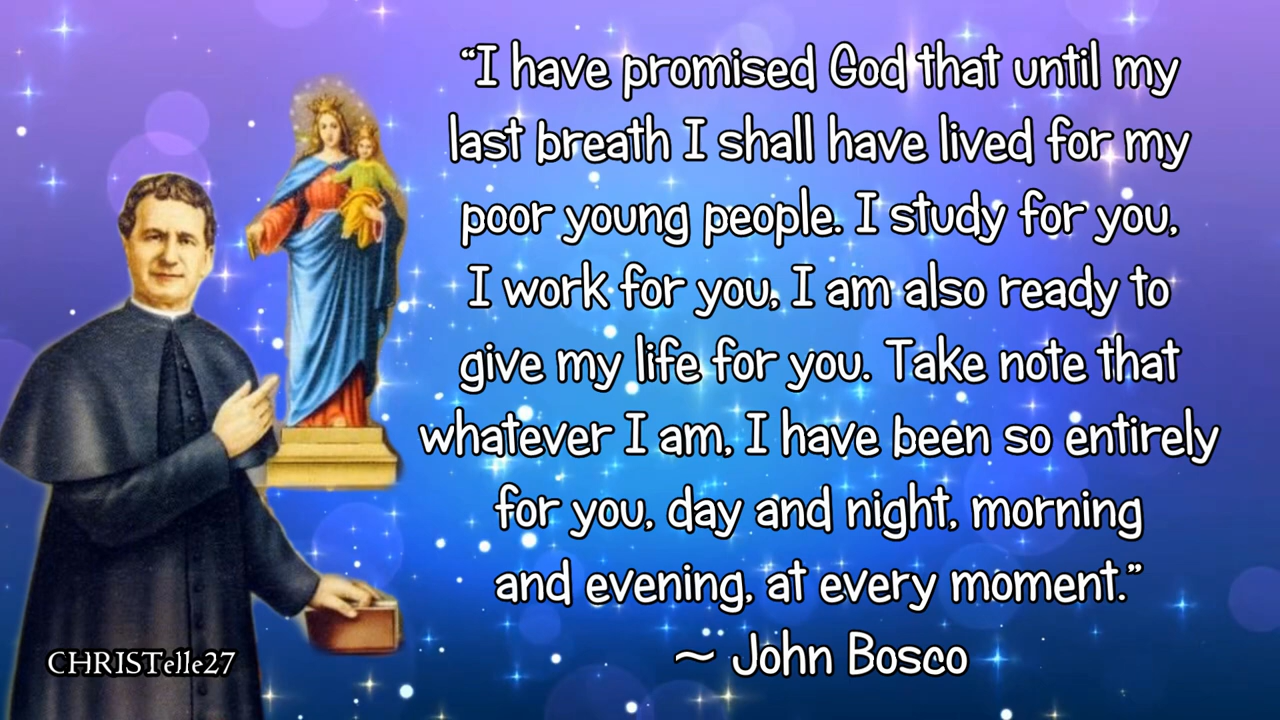 “I have promised God that until my
last breath I shall have lived for my
poor young people. I study for you,
I work for you, I am also ready to
give my life for you. Take note that
whatever I am, I have been so entirely
for you, day and night, morning
and evening, at every moment.”
~ John Bosco
CHRISTelle27